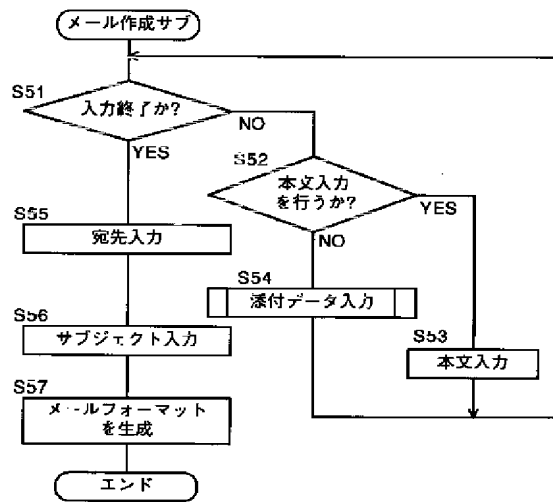 メール作成サブ
S51
入力終了か?
NO
YES
S52
本文入力
を行うか?
YES
NO
S55
宛先入力
S54
添付データ入力
S56
サブジェクト入力
S53
本文入力
S57
メールフォーマット
を生成
エンド